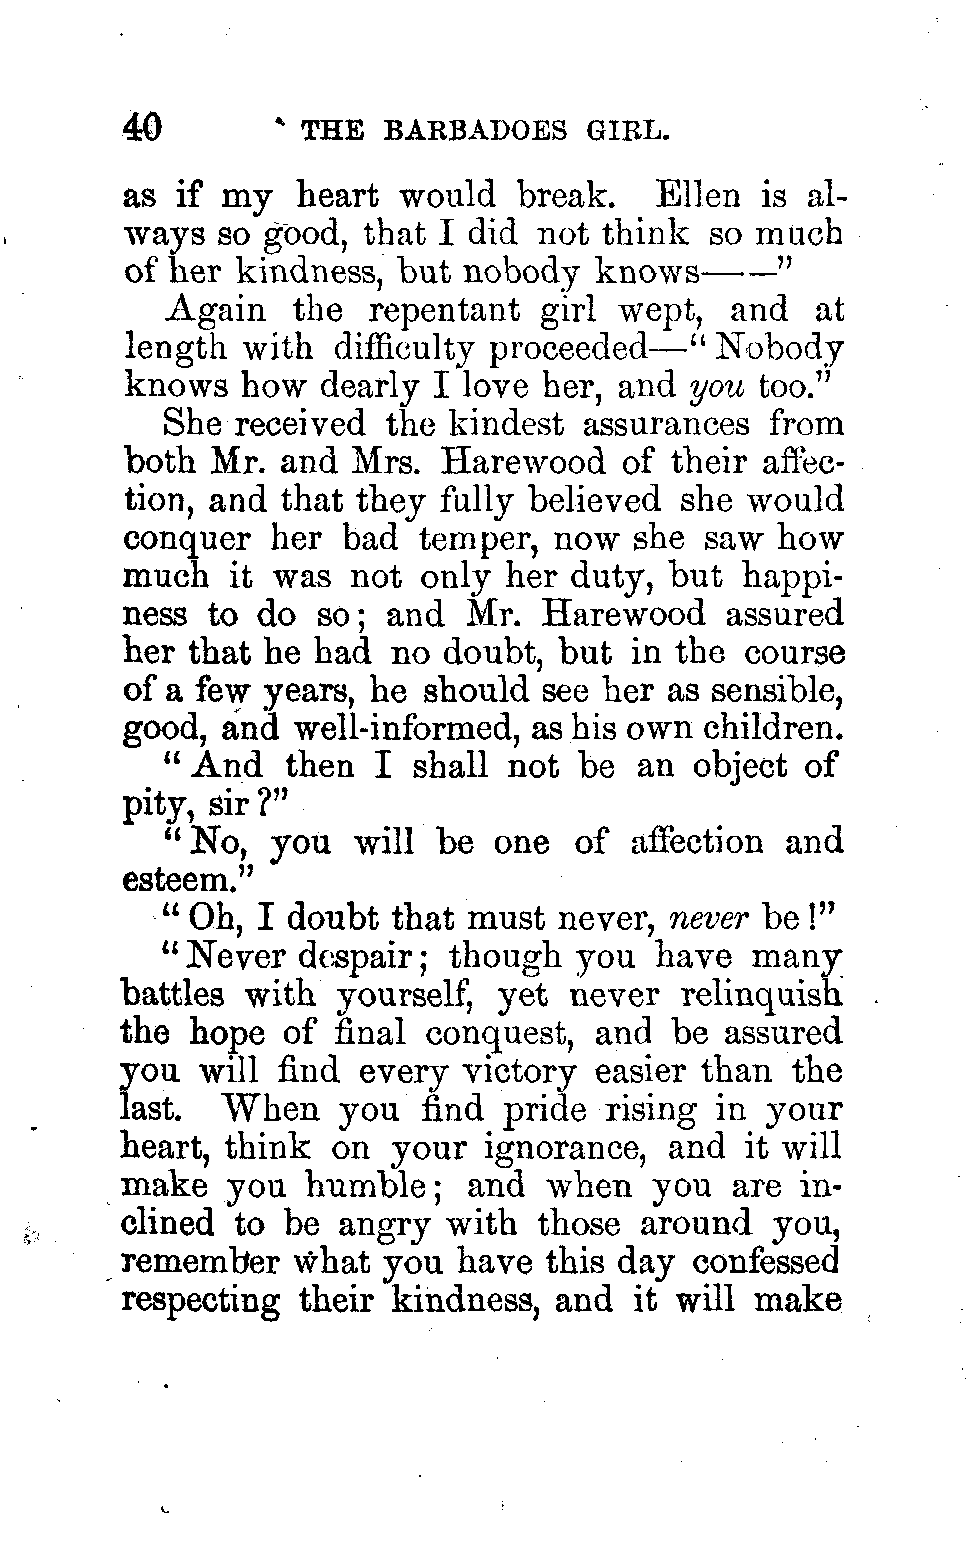 40 THE BARBADOES GIRL.
as if my heart would break. Ellen is al-
ways so good, that I did not think so much
of her kindness, but nobody knows——"
Again the repentant girl wept, and at
length with difficulty proceeded—"Nobody
knows how dearly I love her, and you too."
She received the kindest assurances from
both Mr. and Mrs. Harewood of their affec-
tion, and that they fully believed she would
conquer her bad temper, now she saw how
much it was not only her duty, but happi-
ness to do so; and Mr. Harewood assured
her that he had no doubt, but in the course
of a few years, he should see her as sensible,
good, and well-informed, as his own children.
"And then I shall not be an object of
pity, sir?"
"No, you will be one of affection and
esteem."
"Oh, I doubt that must never, never be!"
"Never despair; though you have many
battles with yourself, yet never relinquish
the hope of final conquest, and be assured
you will find every victory easier than the
last. When you find pride rising in your
heart, think on your ignorance, and it will
make you humble; and when you are in-
clined to be angry with those around you,
remember what you have this day confessed
respecting their kindness, and it will make